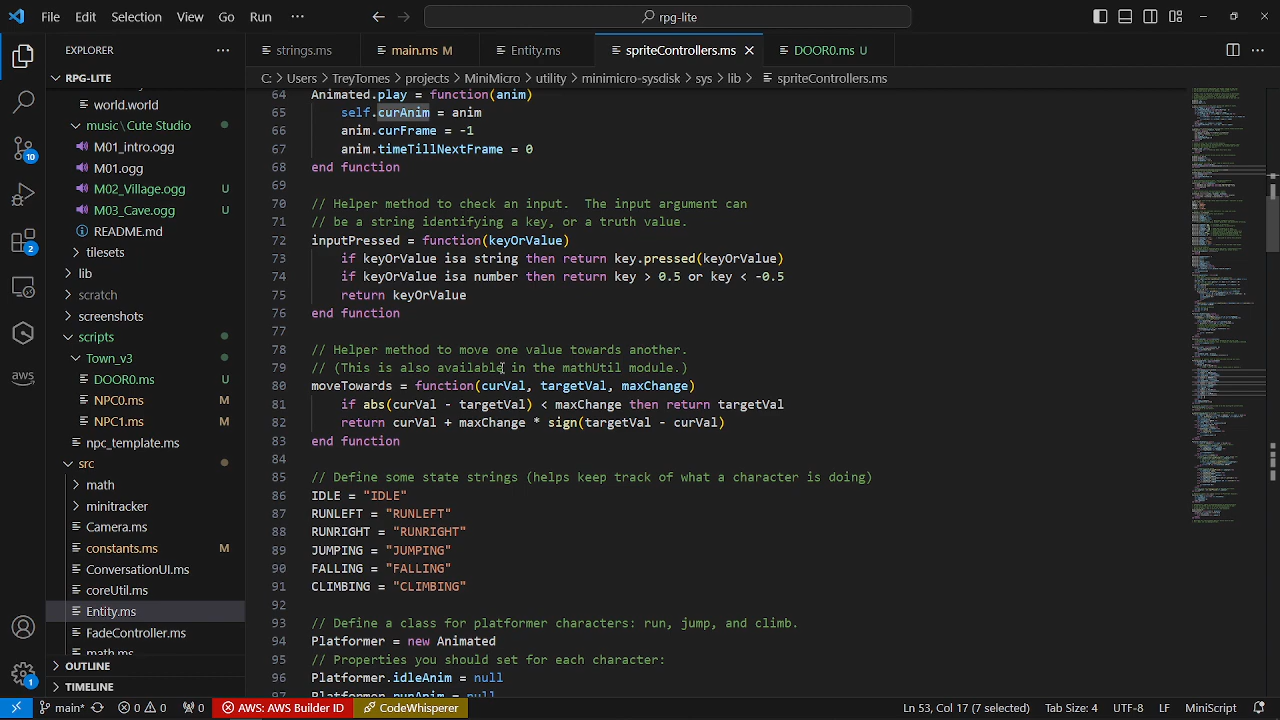 File Edit Selection View Go Run ··· rpg-lite
EXPLORER ···
strings.ms main.ms M Entity.ms spriteControllers.ms DOOR0.ms U ···
C: > Users > TreyTomes > projects > MiniMicro > utility > minimicro-sysdisk > sys > lib > spriteControllers.ms
RPG-LITE
world.world
music \ Cute Studio
M01_intro.ogg
M01.ogg
M02_Village.ogg U
M03_Cave.ogg U
README.md
tilesets
lib
scratch
screenshots
scripts
Town_v3
DOOR0.ms U
NPC0.ms M
NPC1.ms M
src
math
Camera.ms
constants.ms M
ConversationUI.ms
coreUtil.ms
Entity.ms
OUTLINE
TIMELINE
10
2
aws
1
64 Animated.play = function(anim)
65 self.curAnim = anim
66 anim.curFrame = -1
67 anim.timeTillNextFrame = 0
68 end function
69
70 // Helper method to check an input. The input argument can
71 // be a string identifying a key, or a truth value.
72 inputPressed = function(keyOrValue)
73 if keyOrValue isa string then return key.pressed(keyOrValue)
74 if keyOrValue isa number then return key > 0.5 or key < -0.5
75 return keyOrValue
76 end function
77
78 // Helper method to move one value towards another.
79 // (This is also available in the mathUtil module.)
80 moveTowards = function(curVal, targetVal, maxChange)
81 if abs(curVal - targetVal) < maxChange then return targetVal
82 return curVal + maxChange * sign(targetVal - curVal)
83 end function
84
85 // Define some state strings (helps keep track of what a character is doing)
86 IDLE = "IDLE"
87 RUNLEFT = "RUNLEFT"
88 RUNRIGHT = "RUNRIGHT"
89 JUMPING = "JUMPING"
90 FALLING = "FALLING"
91 CLIMBING = "CLIMBING"
92
93 // Define a class for platformer characters: run, jump, and climb.
94 Platformer = new Animated
95 // Properties you should set for each character:
96 Platformer.idleAnim = null
97 Platformer.runAnim = null
main* 0 0 0 AWS: AWS Builder ID CodeWhisperer Tab Size: 4 UTF-8 LF MiniScript